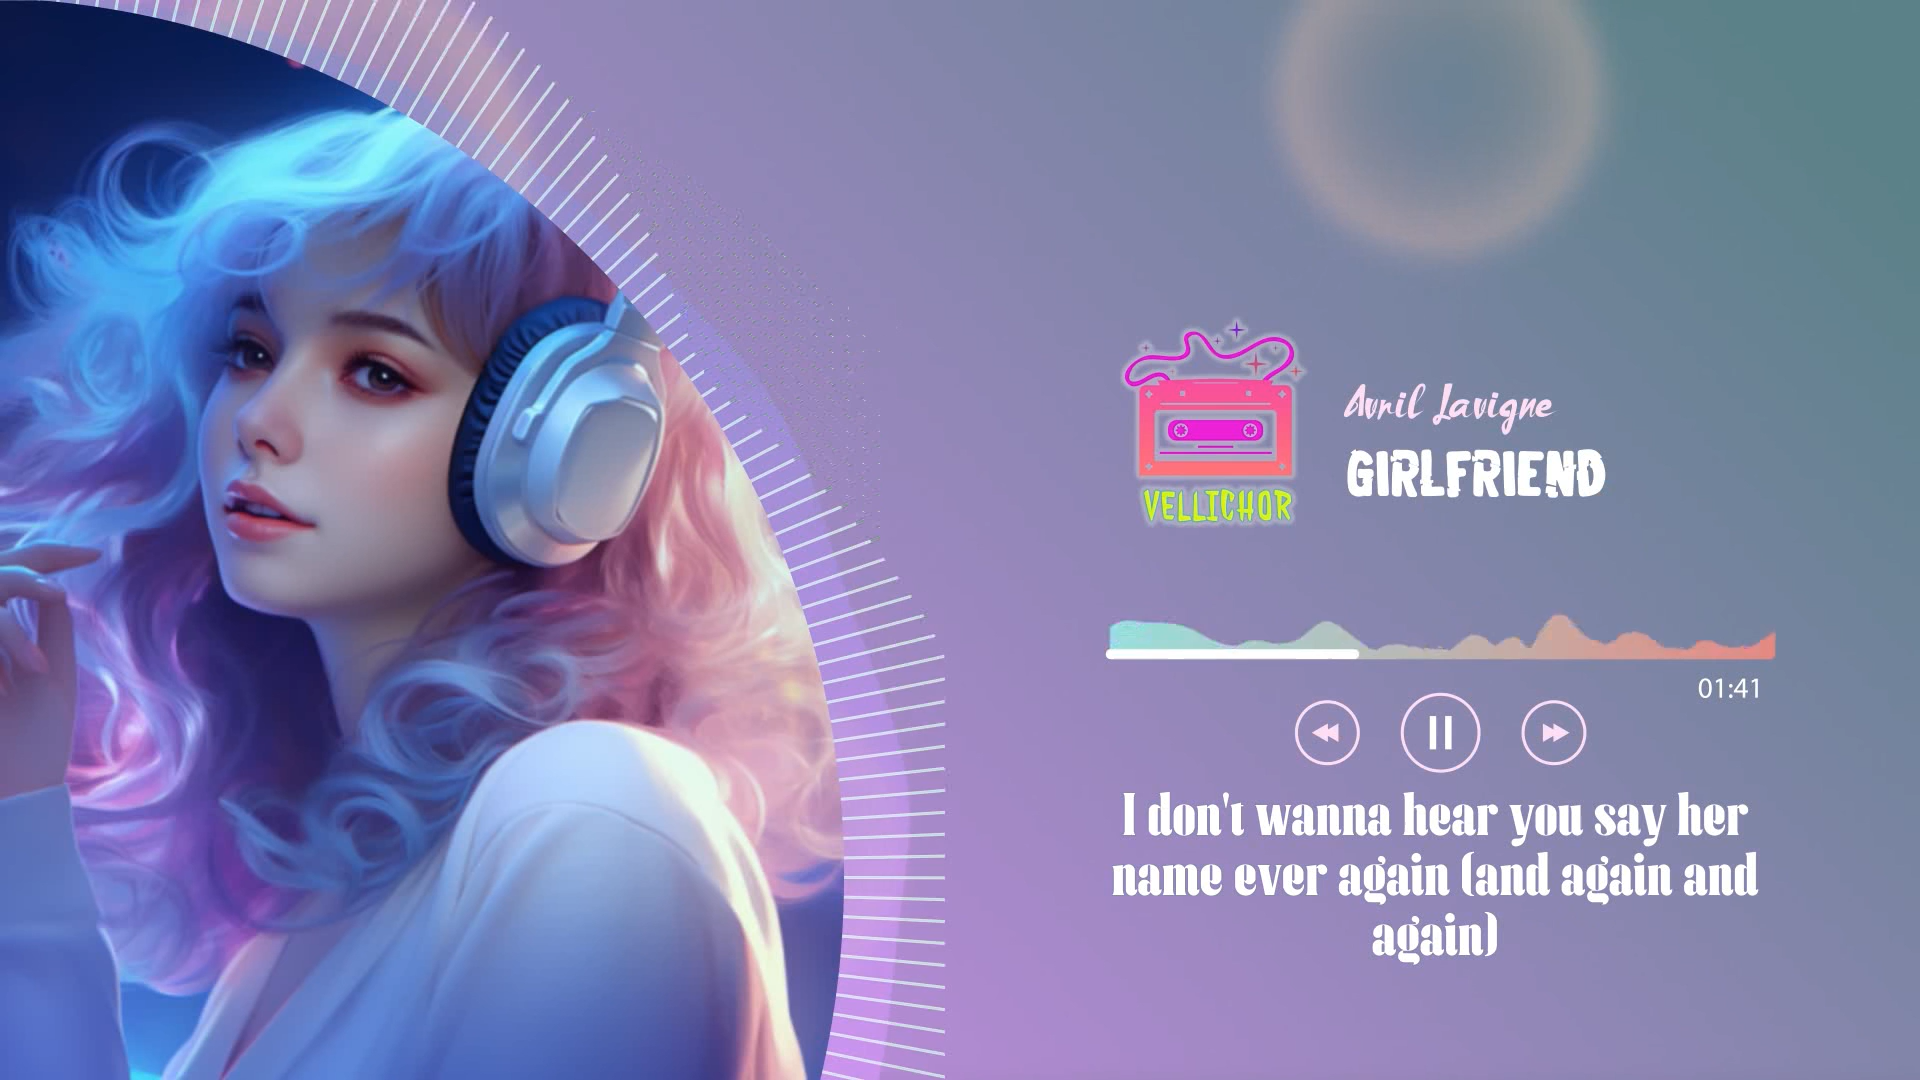 Avril Lavigne
GIRLFRIEND
VELLICHOR
01:41
I don't wanna hear you say her
name ever again (and again and
again)